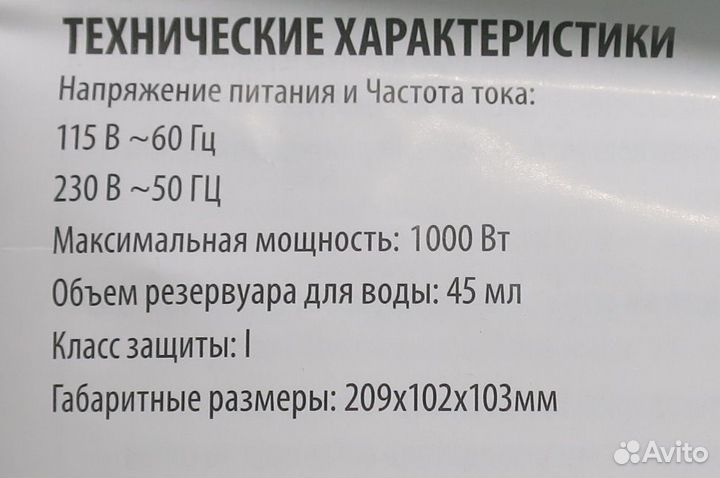 ТЕХНИЧЕСКИЕ ХАРАКТЕРИСТИКИ
Напряжение питания и Частота тока:
115 В ~60 Гц
230 В ~50 ГЦ
Максимальная мощность: 1000 Вт
Объем резервуара для воды: 45 мл
Класс защиты: I
Габаритные размеры: 209х102х103мм
Avito